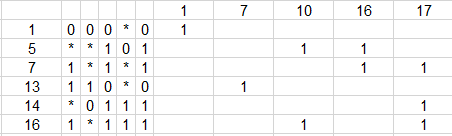 1 7 10 16 17
1 0 0 0 * 0 1
5 * * 1 0 1 1 1
7 1 * 1 * 1 1 1
13 1 1 0 * 0 1
14 * 0 1 1 1 1
16 1 * 1 1 1 1 1